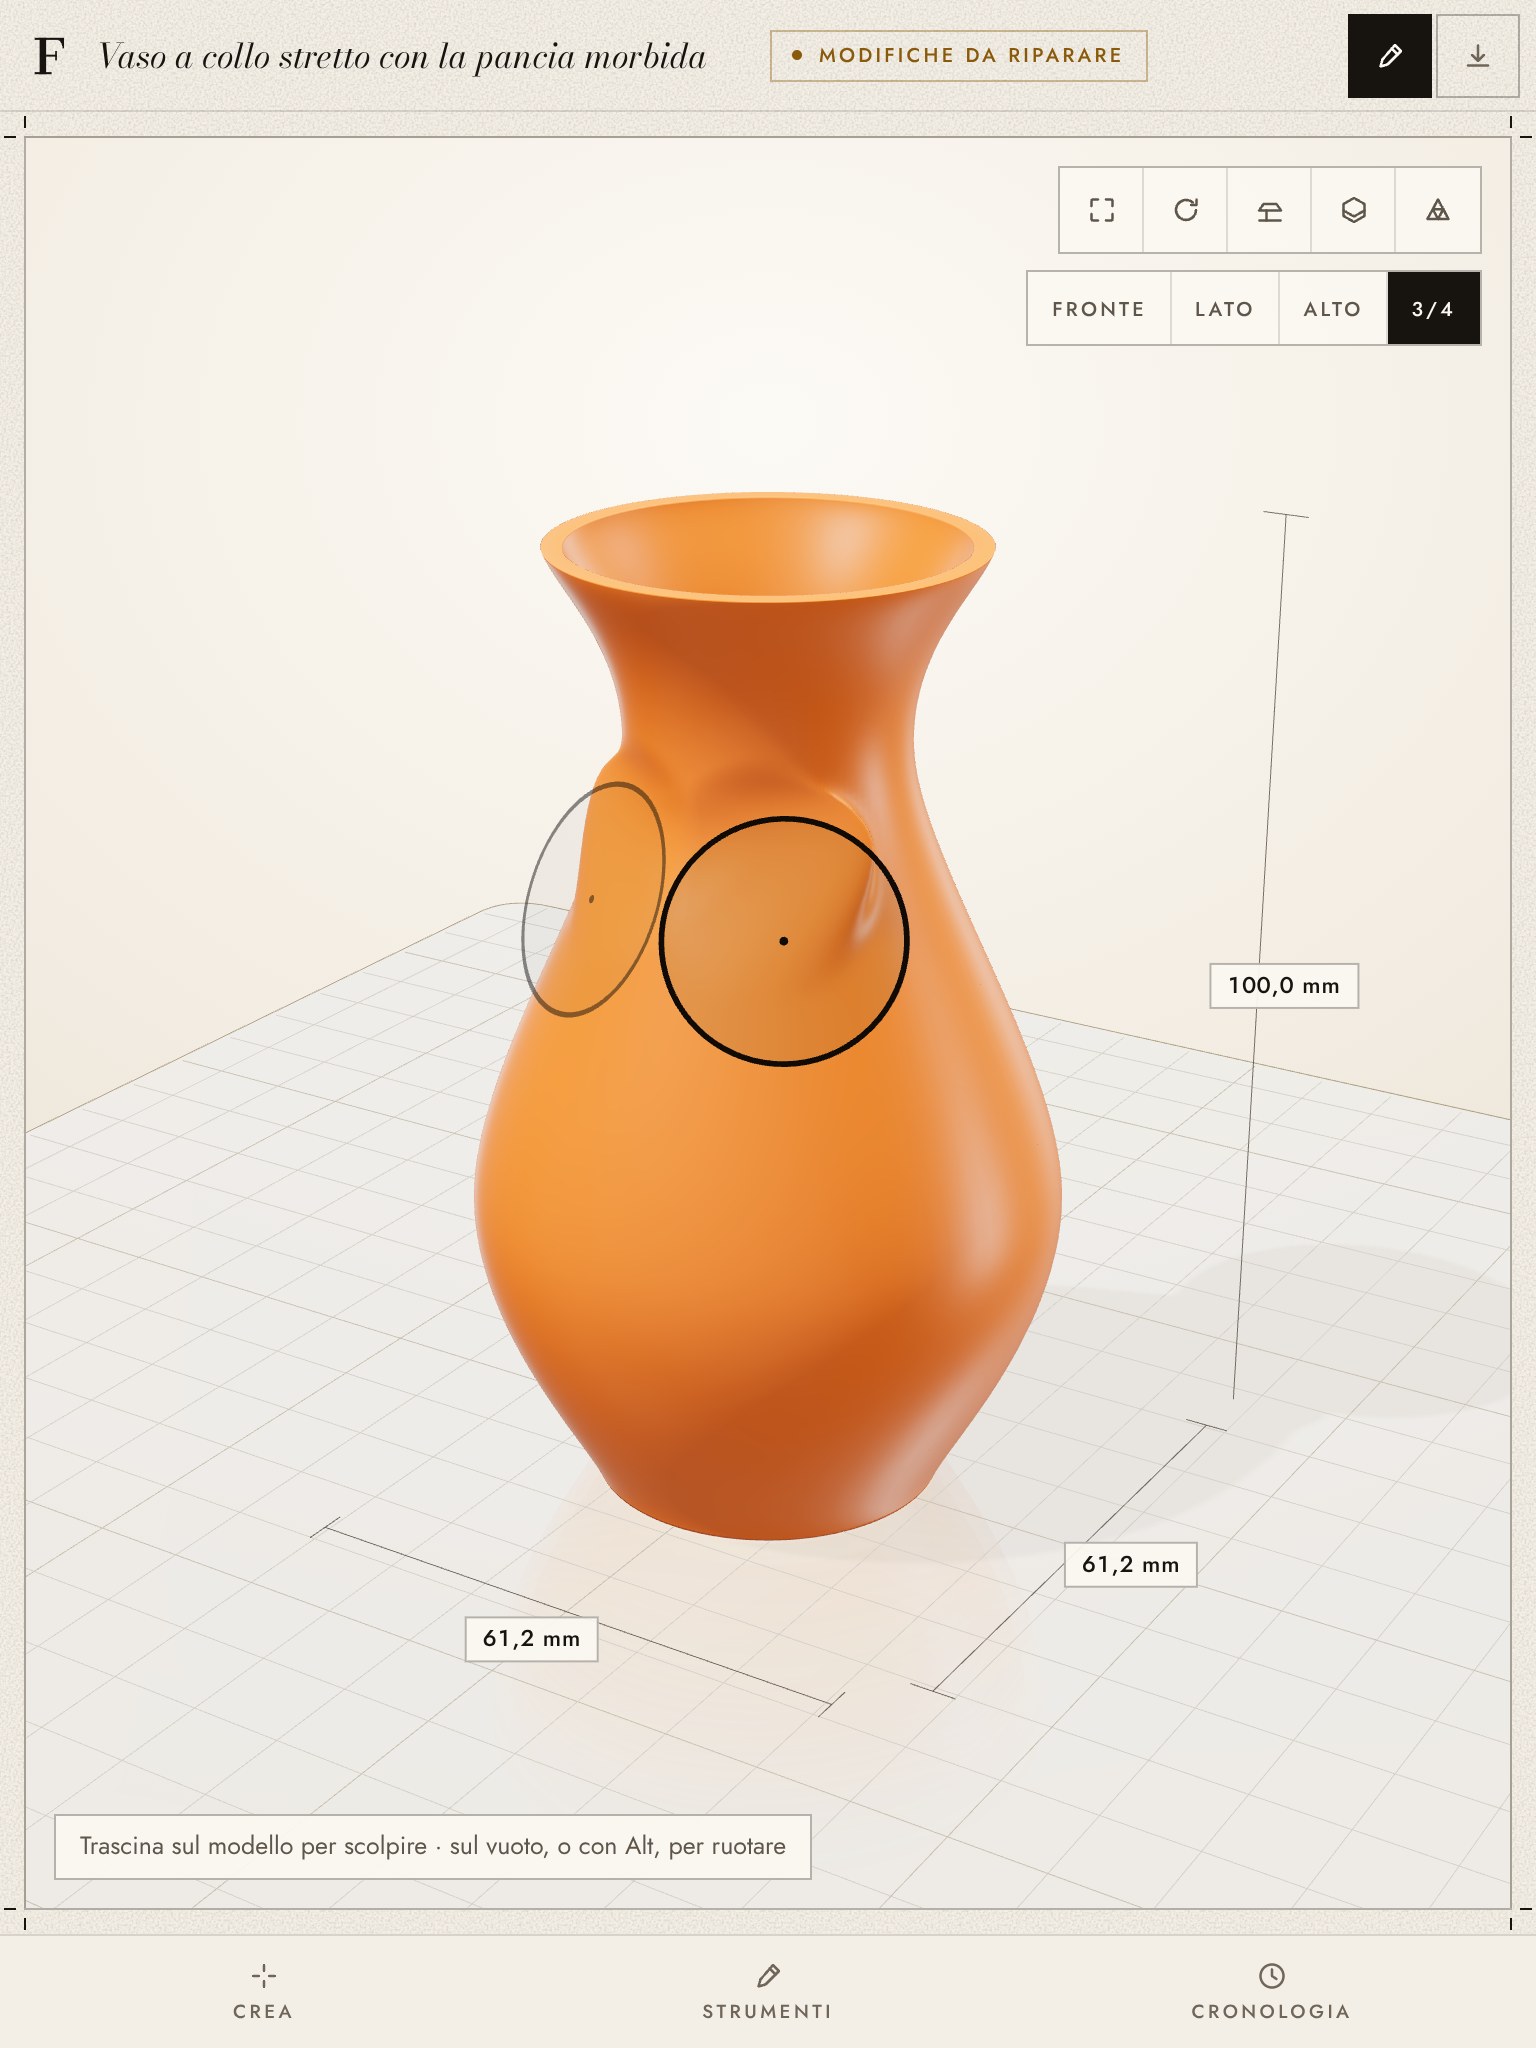 F
Vaso a collo stretto con la pancia morbida
MODIFICHE DA RIPARARE
FRONTE
LATO
ALTO
3/4
100,0 mm
61,2 mm
61,2 mm
Trascina sul modello per scolpire · sul vuoto, o con Alt, per ruotare
CREA
STRUMENTI
CRONOLOGIA